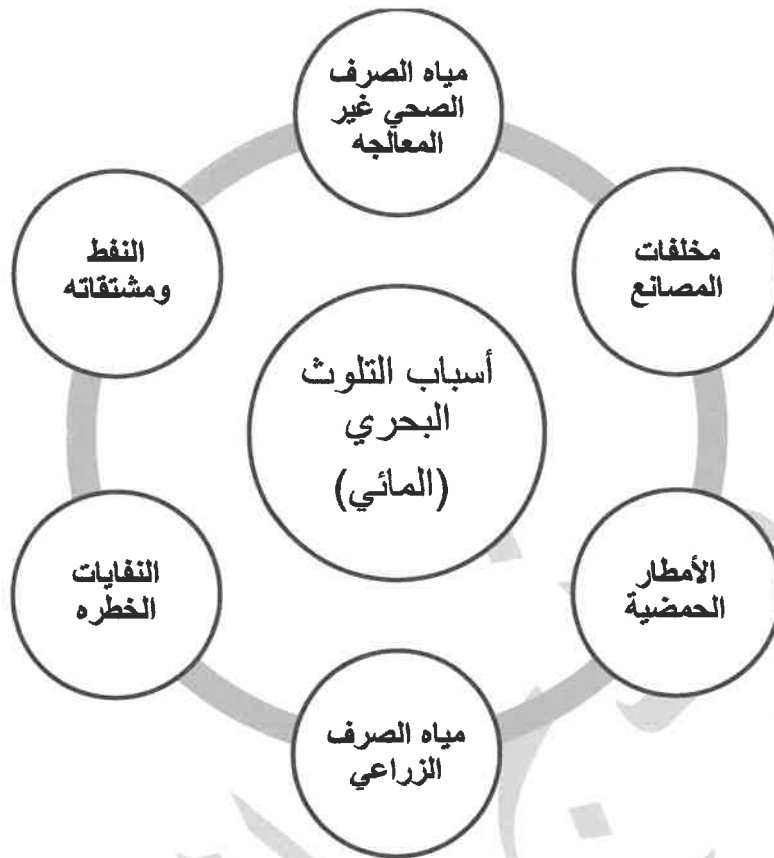 مياه الصرف
الصحي غير
المعالجه
مخلفات
المصانع
الأمطار
الحمضية
مياه الصرف
الزراعي
النفايات
الخطره
النفط
ومشتقاته
أسباب التلوث
البحري
(المائي)